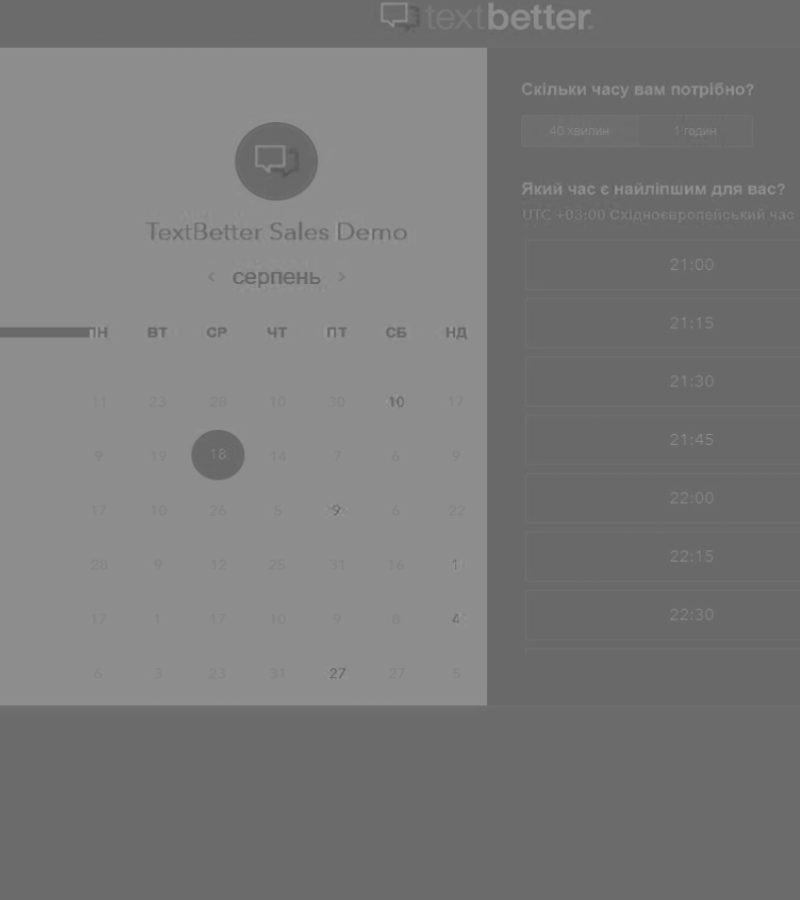 textbetter.
TextBetter Sales Demo
‹ серпень ›
ПН ВТ СР ЧТ ПТ СБ НД
11 23 28 10 30 10 17
9 19 18 14 7 6 9
17 10 26 5 9 6 22
28 9 12 25 31 16 1
17 1 17 10 9 8 4
6 3 23 31 27 27 5
Скільки часу вам потрібно?
40 хвилин 1 годин
Який час є найліпшим для вас?
UTC +03:00 Східноєвропейський час
21:00
21:15
21:30
21:45
22:00
22:15
22:30